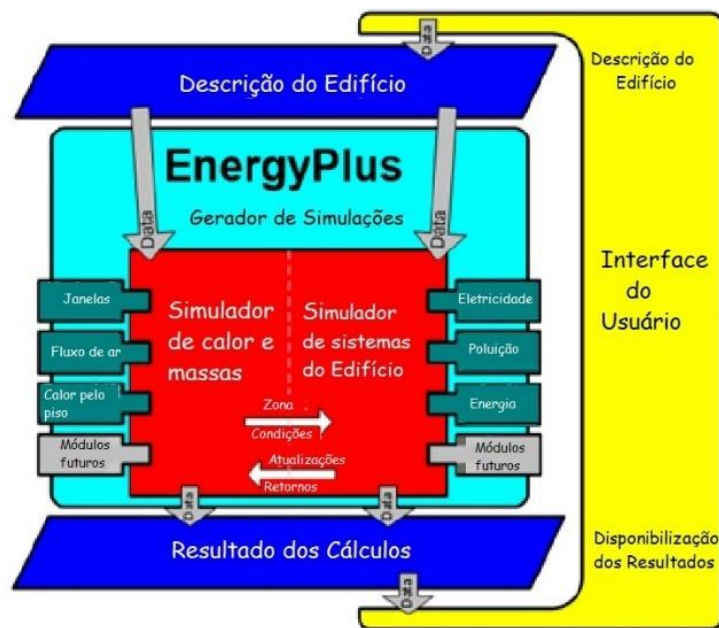 Data
Descrição do Edifício
Descrição do
Edifício
EnergyPlus
Gerador de Simulações
Data
Data
Janelas
Fluxo de ar
Calor pelo
piso
Módulos
futuros
Simulador
de calor e
massas
Simulador
de sistemas
do Edifício
Zona
Condições
Atualizações
Retornos
Eletricidade
Poluição
Energia
Módulos
futuros
Interface
do
Usuário
Data
Data
Resultado dos Cálculos
Disponibilização
dos Resultados
Data